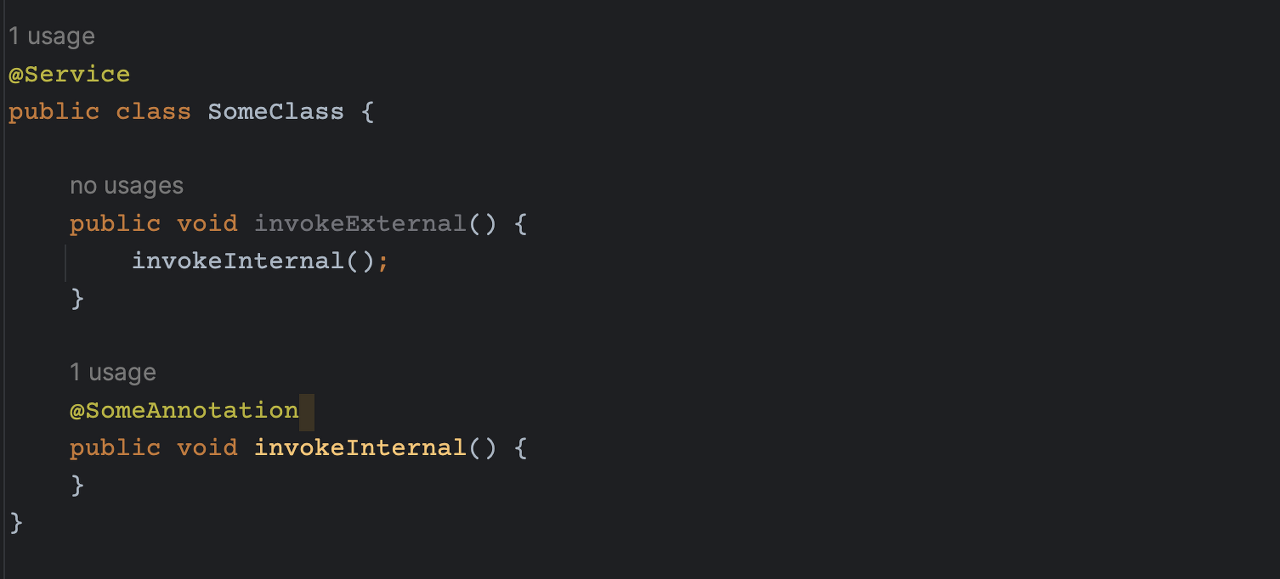 1 usage
@Service
public class SomeClass {
no usages
public void invokeExternal() {
invokeInternal();
}
1 usage
@SomeAnnotation
public void invokeInternal() {
}
}